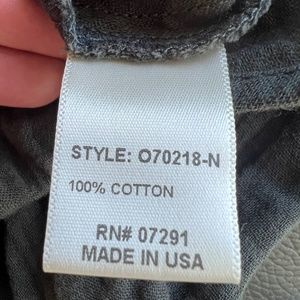 STYLE: O70218-N
100% COTTON
RN# 07291
MADE IN USA